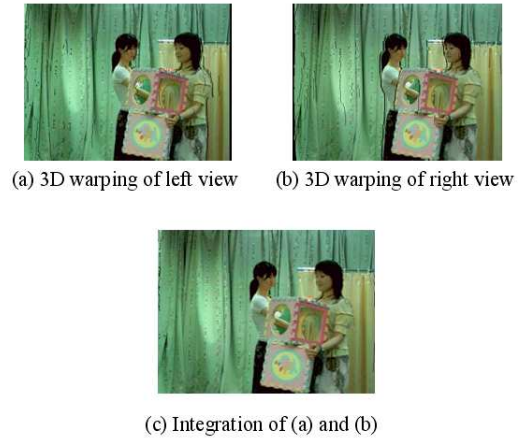 (a) 3D warping of left view
(b) 3D warping of right view
(c) Integration of (a) and (b)